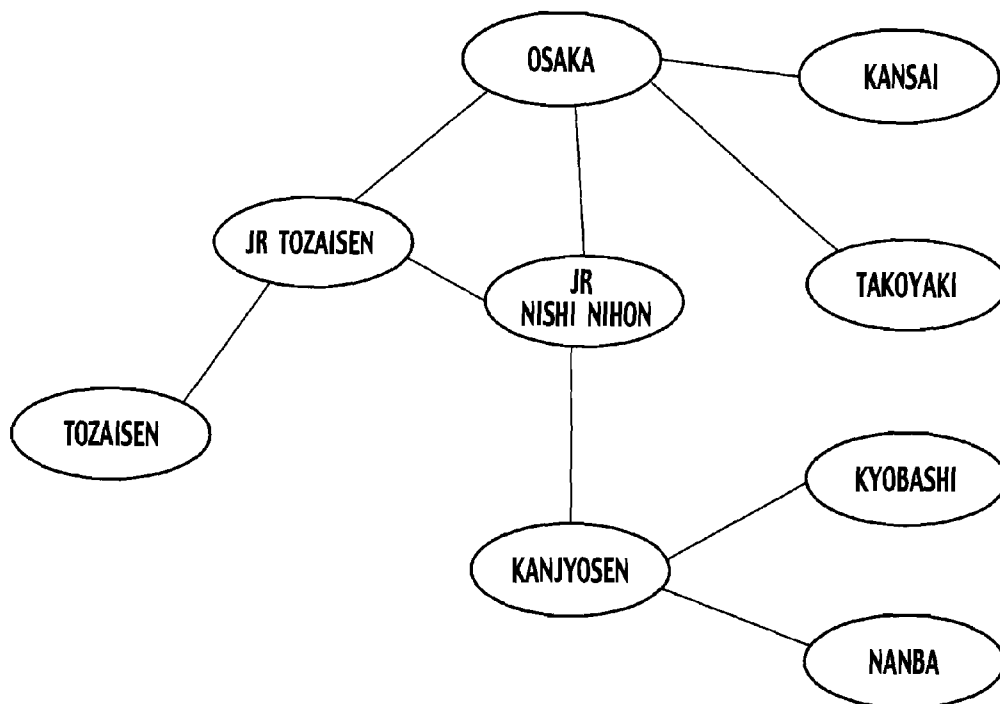 OSAKA
KANSAI
JR TOZAISEN
JR
NISHI NIHON
TAKOYAKI
TOZAISEN
KYOBASHI
KANJYOSEN
NANBA